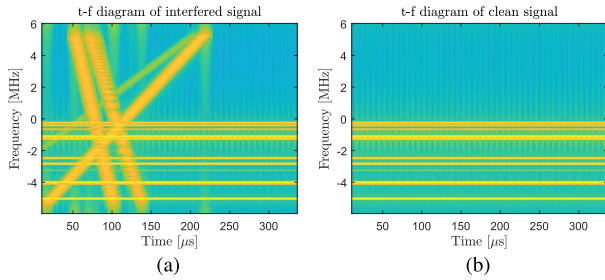 t-f diagram of interfered signal
6
4
2
0
-2
-4
Frequency [MHz]
50 100 150 200 250 300
Time [μs]
(a)
t-f diagram of clean signal
6
4
2
0
-2
-4
Frequency [MHz]
50 100 150 200 250 300
Time [μs]
(b)